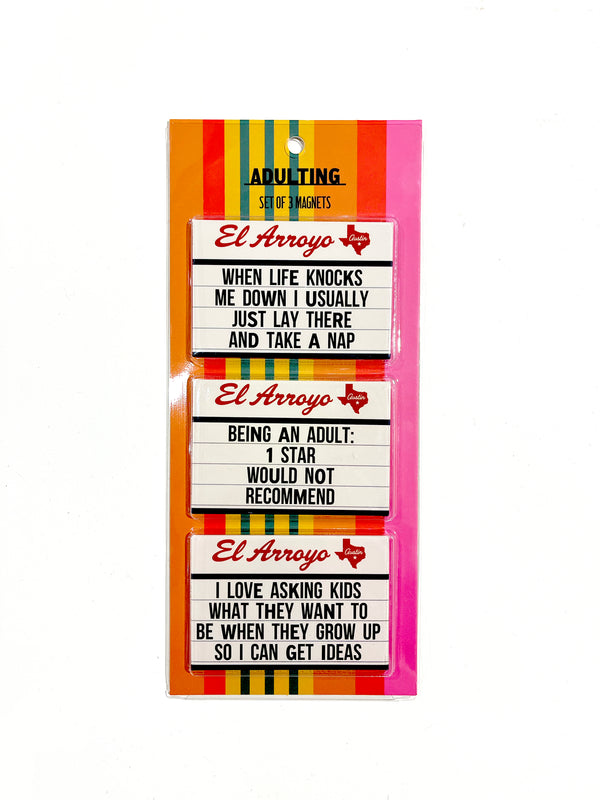 ADULTING
SET OF 3 MAGNETS
El Arroyo Austin
WHEN LIFE KNOCKS
ME DOWN I USUALLY
JUST LAY THERE
AND TAKE A NAP
El Arroyo Austin
BEING AN ADULT:
1 STAR
WOULD NOT
RECOMMEND
El Arroyo Austin
I LOVE ASKING KIDS
WHAT THEY WANT TO
BE WHEN THEY GROW UP
SO I CAN GET IDEAS